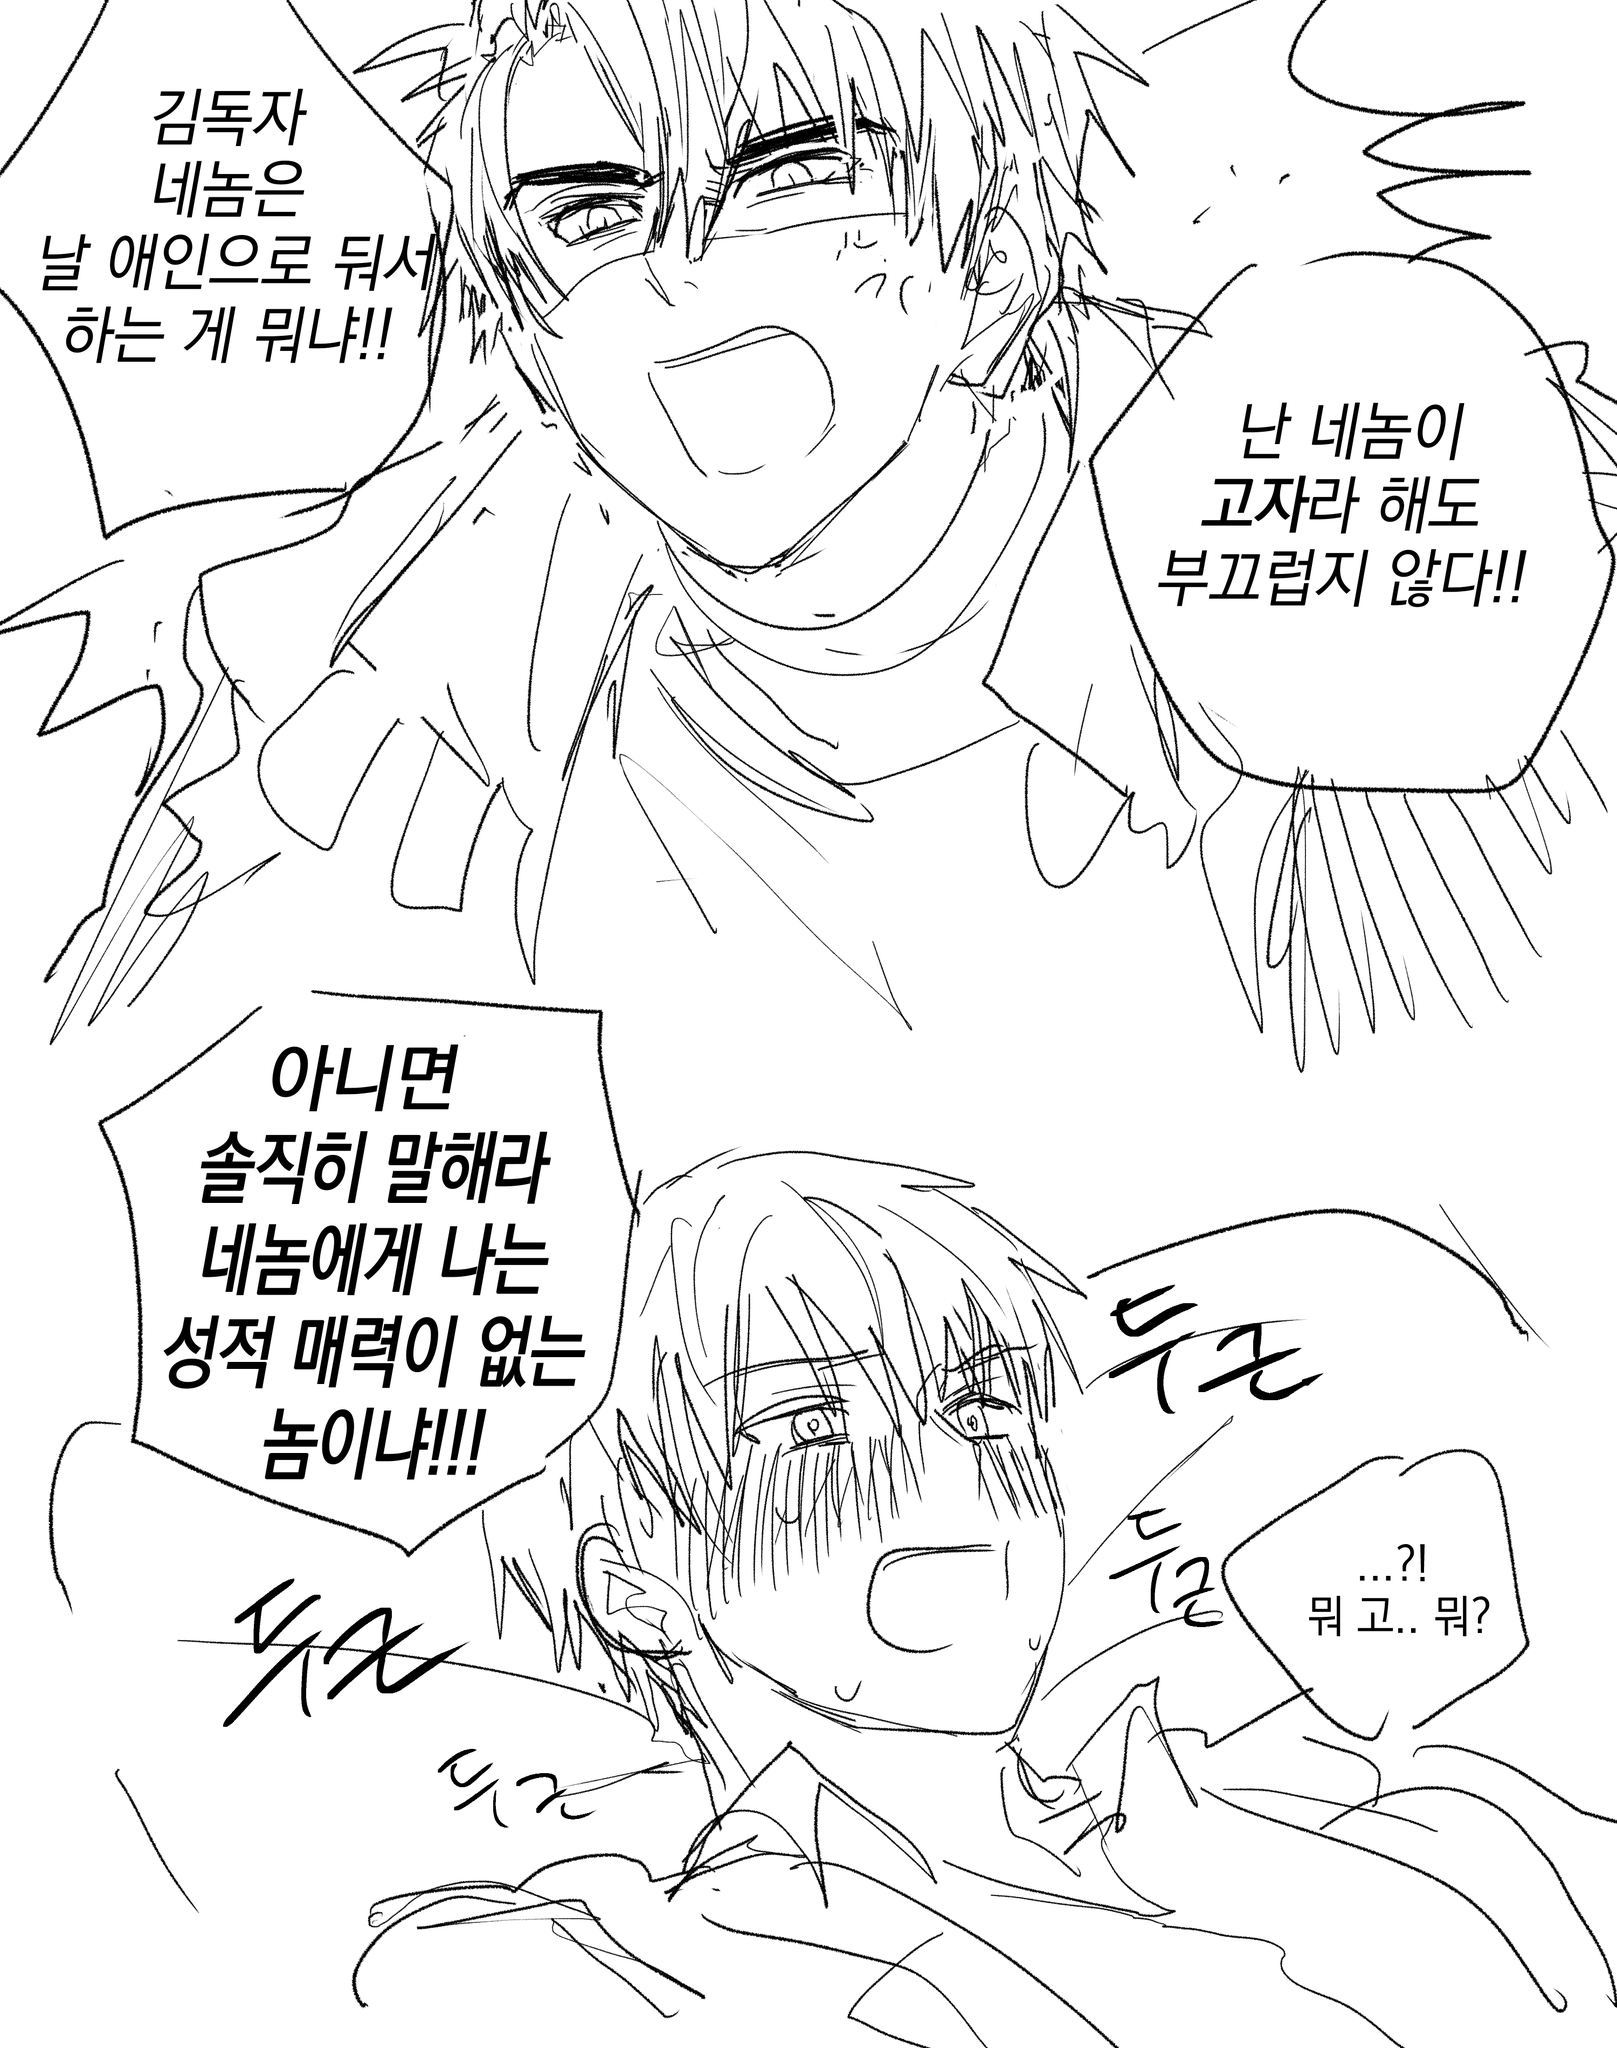 김독자
네놈은
날 애인으로 둬서
하는 게 뭐냐!!
난 네놈이
고자라 해도
부끄럽지 않다!!
아니면
솔직히 말해라
네놈에게 나는
성적 매력이 없는
놈이냐!!!
두근
두근
...?!
뭐 고.. 뭐?
두근
두근